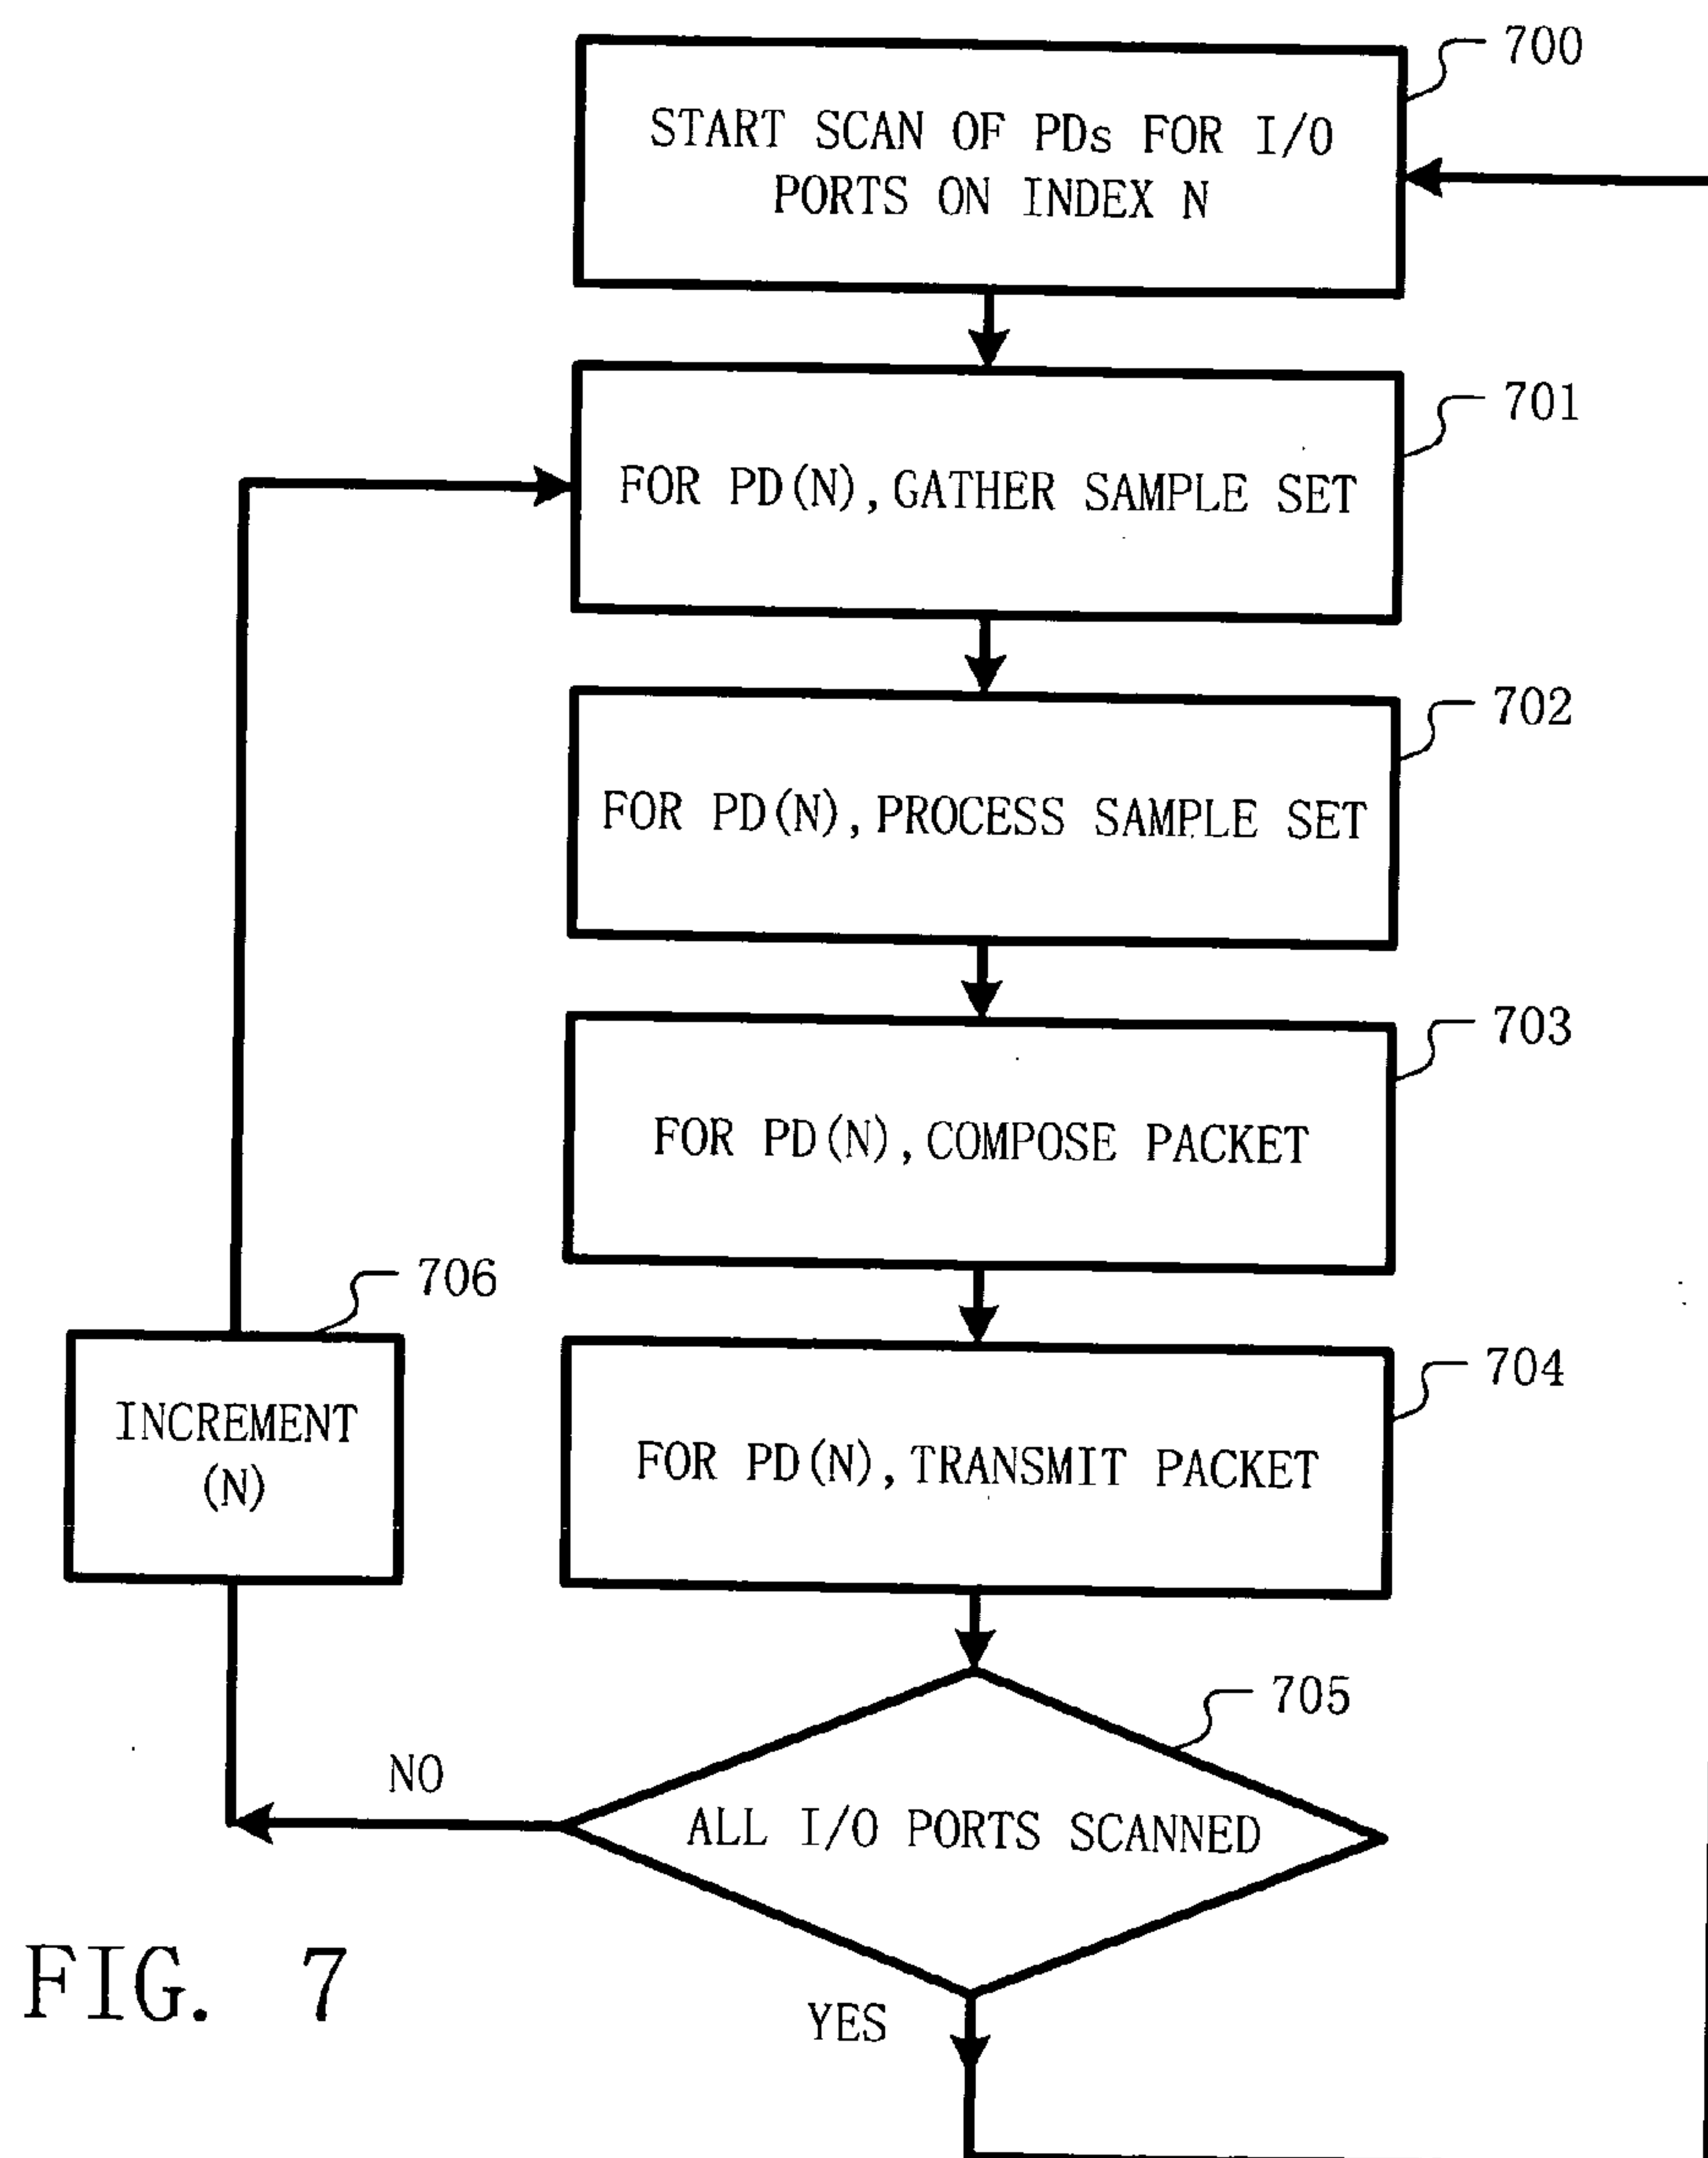 700
START SCAN OF PDs FOR I/O
PORTS ON INDEX N
701
FOR PD(N), GATHER SAMPLE SET
702
FOR PD(N), PROCESS SAMPLE SET
703
FOR PD(N), COMPOSE PACKET
706
INCREMENT
(N)
704
FOR PD(N), TRANSMIT PACKET
705
NO
ALL I/O PORTS SCANNED
YES
FIG. 7